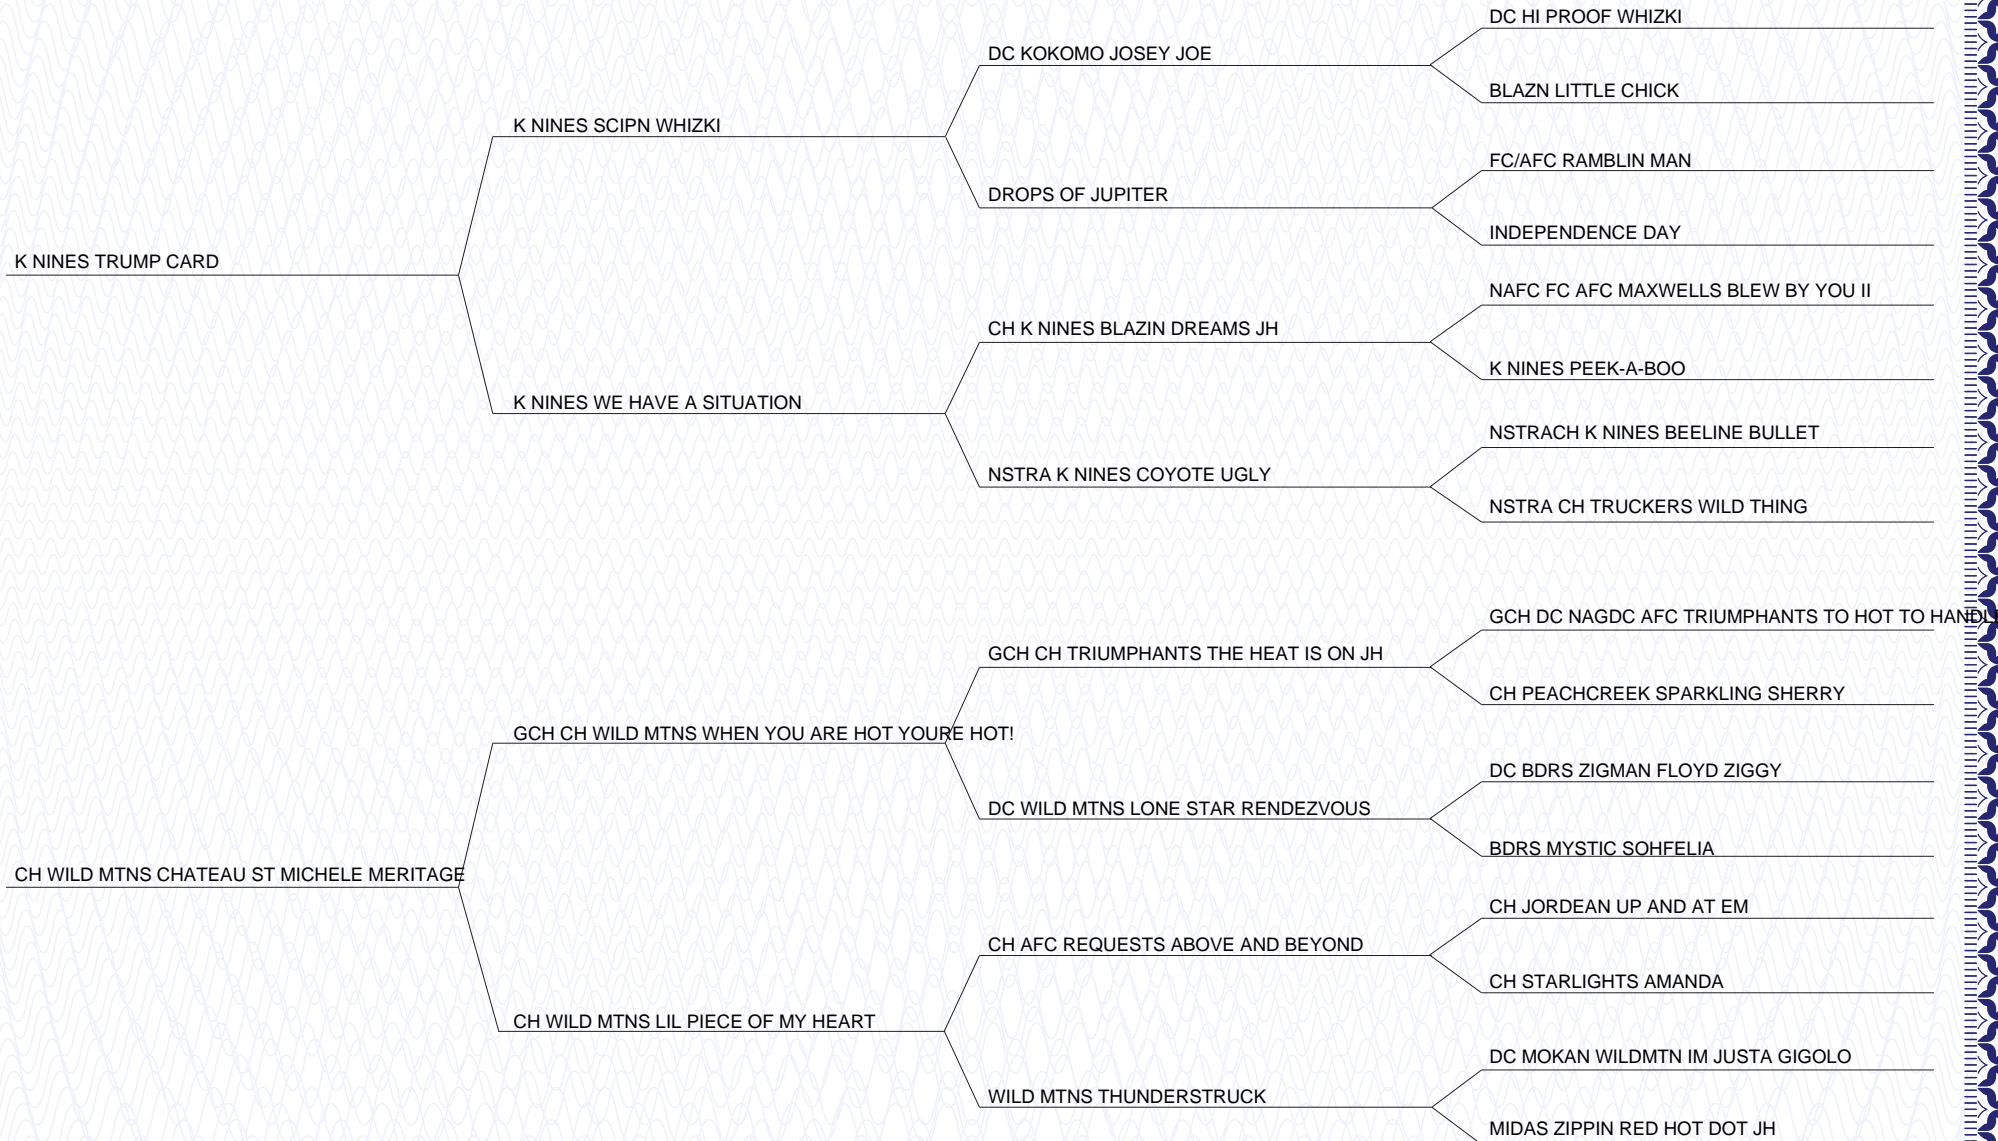 DC HI PROOF WHIZKI
DC KOKOMO JOSEY JOE
BLAZN LITTLE CHICK
K NINES SCIPN WHIZKI
FC/AFC RAMBLIN MAN
DROPS OF JUPITER
INDEPENDENCE DAY
K NINES TRUMP CARD
NAFC FC AFC MAXWELLS BLEW BY YOU II
CH K NINES BLAZIN DREAMS JH
K NINES PEEK-A-BOO
K NINES WE HAVE A SITUATION
NSTRACH K NINES BEELINE BULLET
NSTRA K NINES COYOTE UGLY
NSTRA CH TRUCKERS WILD THING
GCH DC NAGDC AFC TRIUMPHANTS TO HOT TO HANDLE
GCH CH TRIUMPHANTS THE HEAT IS ON JH
CH PEACHCREEK SPARKLING SHERRY
GCH CH WILD MTNS WHEN YOU ARE HOT YOURE HOT!
DC BDRS ZIGMAN FLOYD ZIGGY
DC WILD MTNS LONE STAR RENDEZVOUS
BDRS MYSTIC SOHFELIA
CH WILD MTNS CHATEAU ST MICHELE MERITAGE
CH JORDEAN UP AND AT EM
CH AFC REQUESTS ABOVE AND BEYOND
CH STARLIGHTS AMANDA
CH WILD MTNS LIL PIECE OF MY HEART
DC MOKAN WILDMTN IM JUSTA GIGOLO
WILD MTNS THUNDERSTRUCK
MIDAS ZIPPIN RED HOT DOT JH